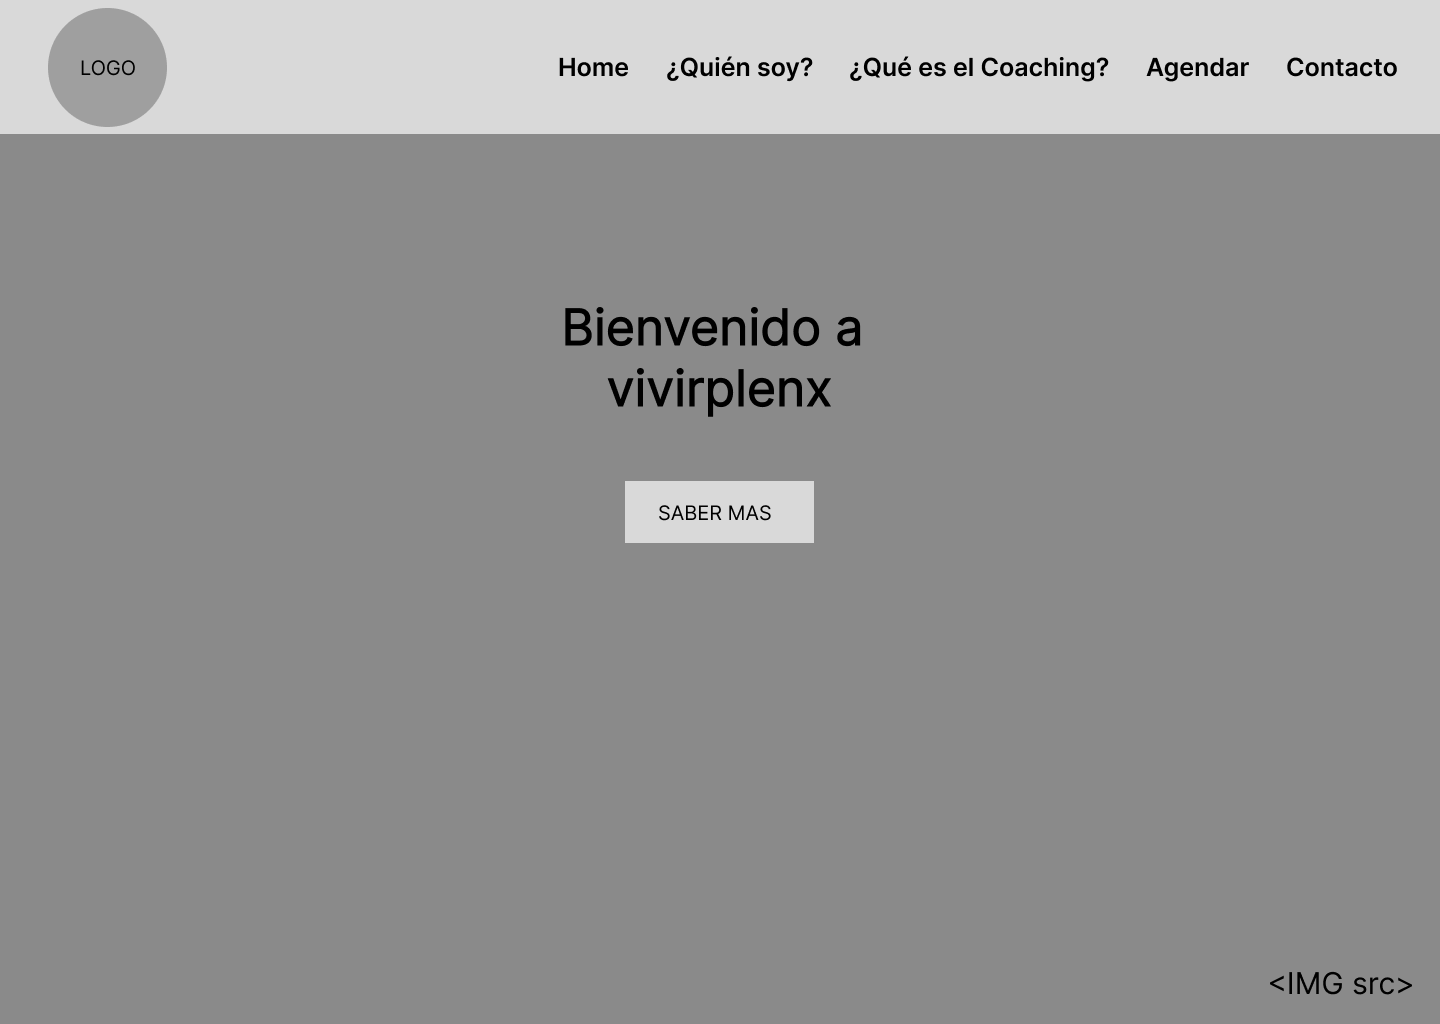 LOGO
Home ¿Quién soy? ¿Qué es el Coaching? Agendar Contacto
Bienvenido a
vivirplenx
SABER MAS
<IMG src>